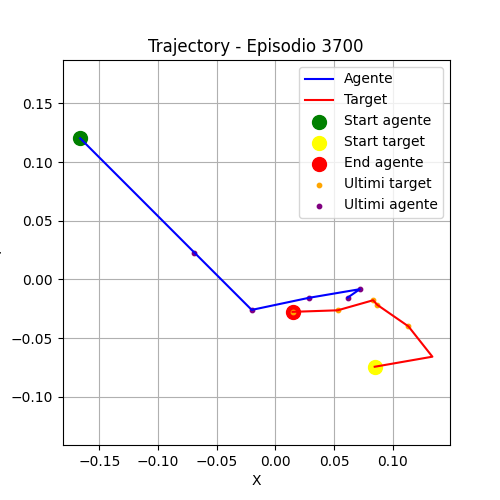 Trajectory - Episodio 3700
Agente
Target
Start agente
Start target
End agente
Ultimi target
Ultimi agente
0.15
0.10
0.05
0.00
−0.05
−0.10
−0.15
−0.10
−0.05
0.00
0.05
0.10
X